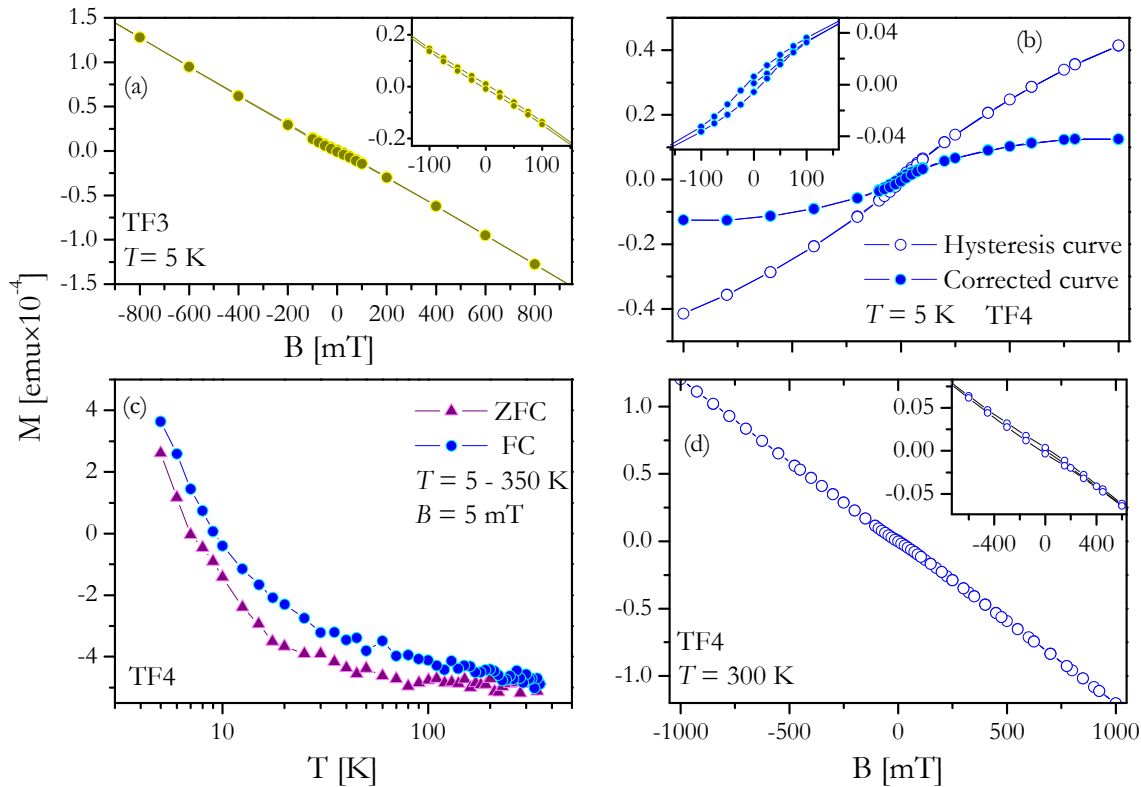 M [emu×10⁻⁴]
1.5
1.0
0.5
0.0
-0.5
-1.0
-1.5
(a)
TF3
T= 5 K
-800 -600 -400 -200 0 200 400 600 800
B [mT]
0.2
0.0
-0.2
-100 0 100
0.4
0.2
0.0
-0.2
-0.4
(b)
0.04
0.00
-0.04
-100 0 100
Hysteresis curve
Corrected curve
T = 5 K TF4
4
2
0
-2
-4
(c)
ZFC
FC
T = 5 - 350 K
B = 5 mT
TF4
10 100
T [K]
1.0
0.5
0.0
-0.5
-1.0
(d)
0.05
0.00
-0.05
-400 0 400
TF4
T = 300 K
-1000 -500 0 500 1000
B [mT]